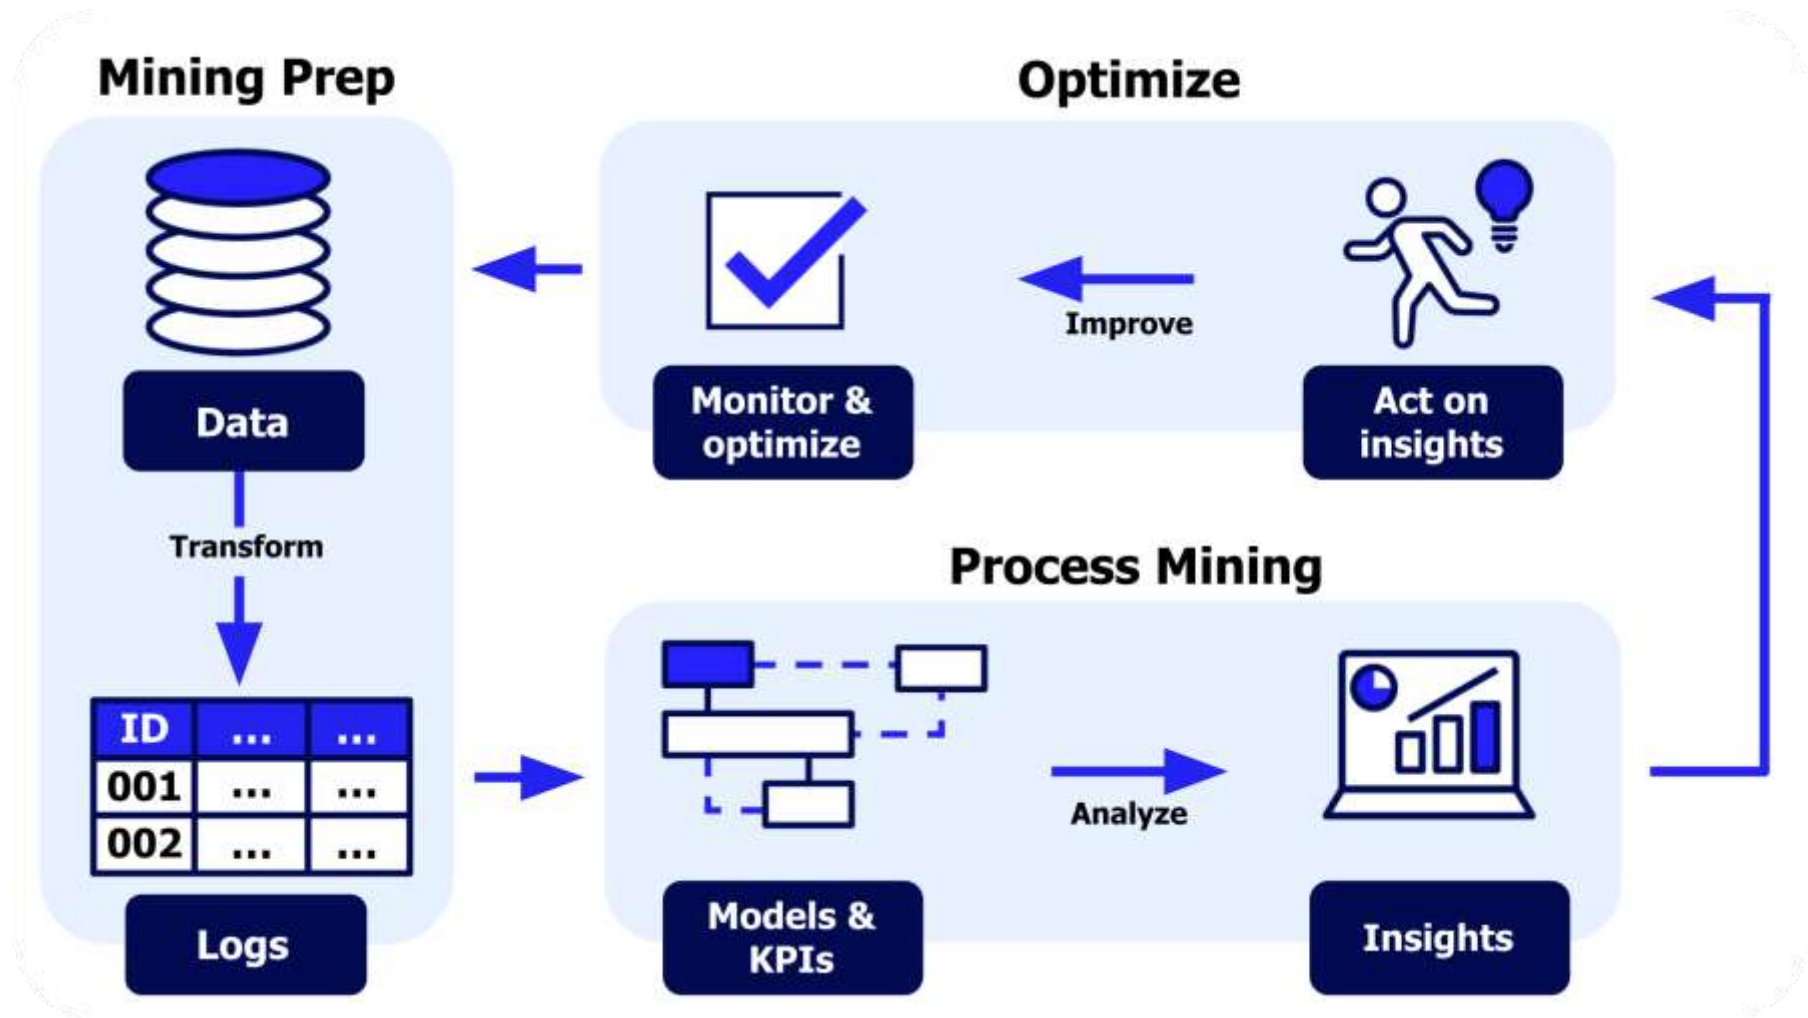 Mining Prep
Data
Transform
ID ... ...
001 ... ...
002 ... ...
Logs
Optimize
Monitor &
optimize
Improve
Act on
insights
Process Mining
Models &
KPIs
Analyze
Insights